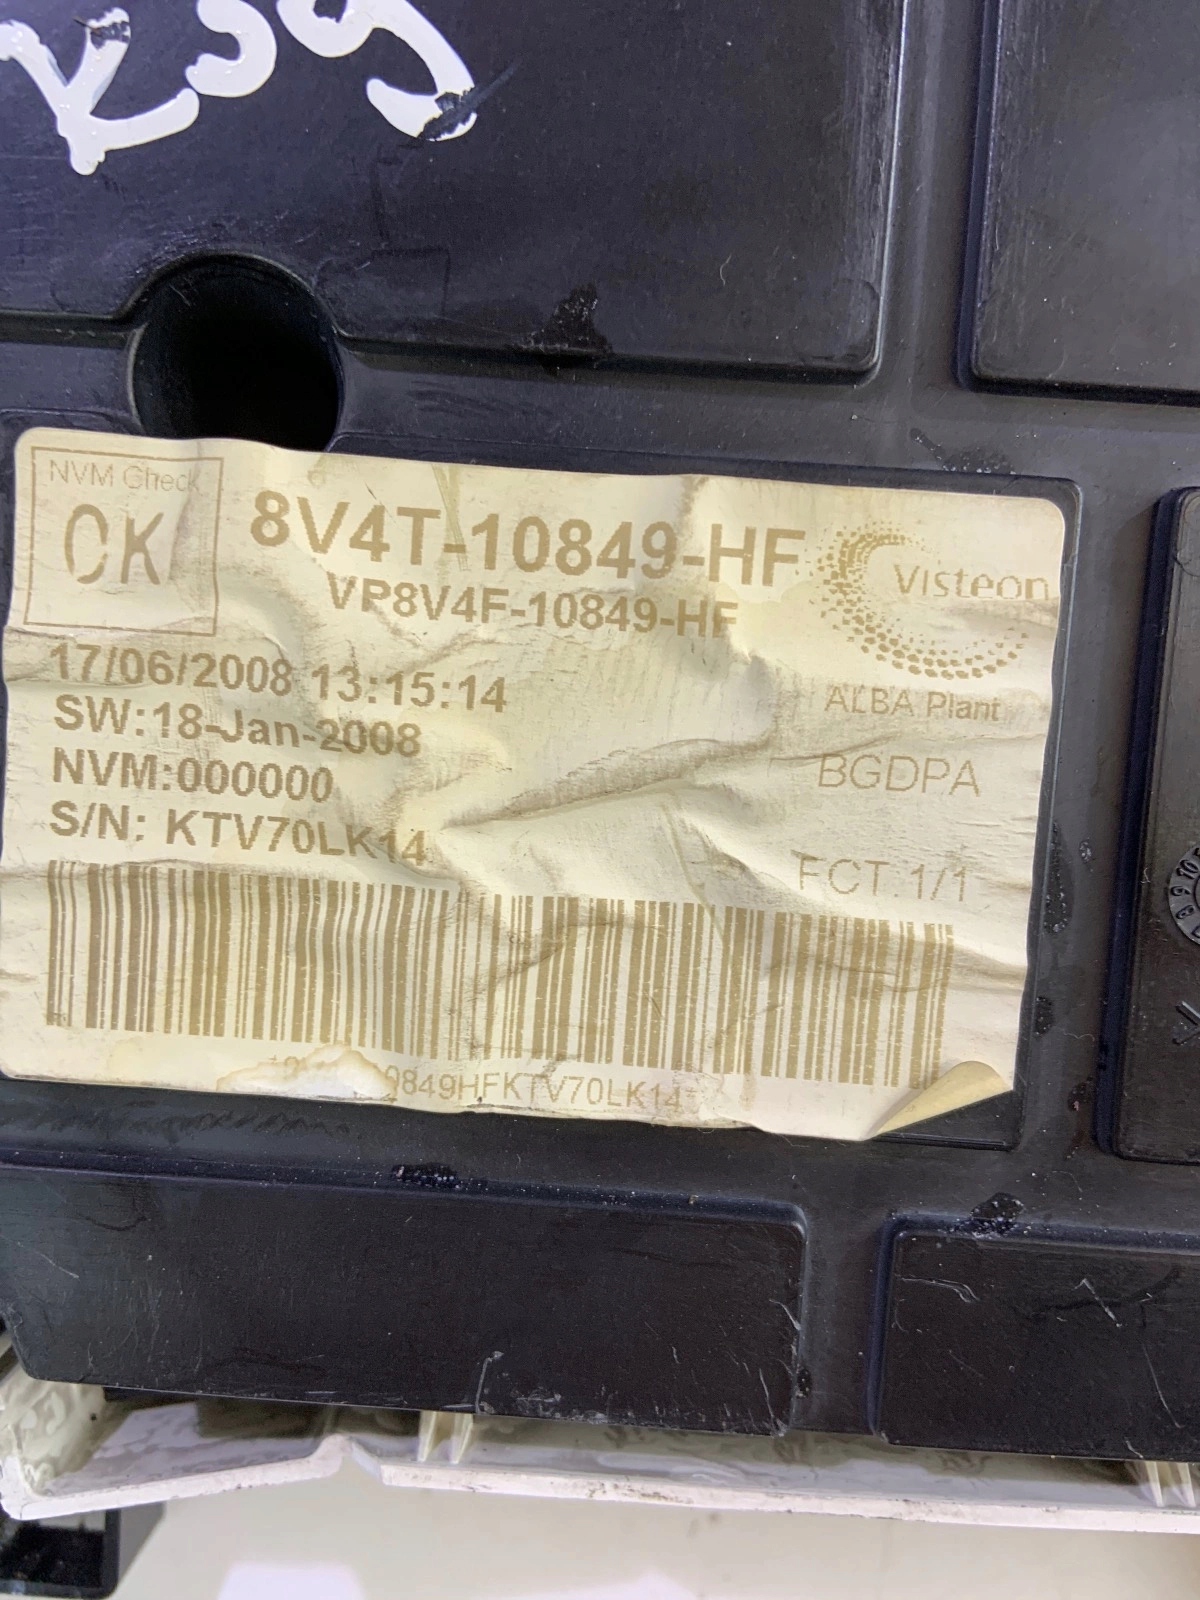 Kug
NVM Check
OK
8V4T-10849-HF
VP8V4F-10849-HF
Visteon
17/06/2008 13:15:14
ALBA Plant
SW:18-Jan-2008
BGDPA
NVM:000000
S/N: KTV70LK14
FCT:1/1
0849HFKTV70LK14